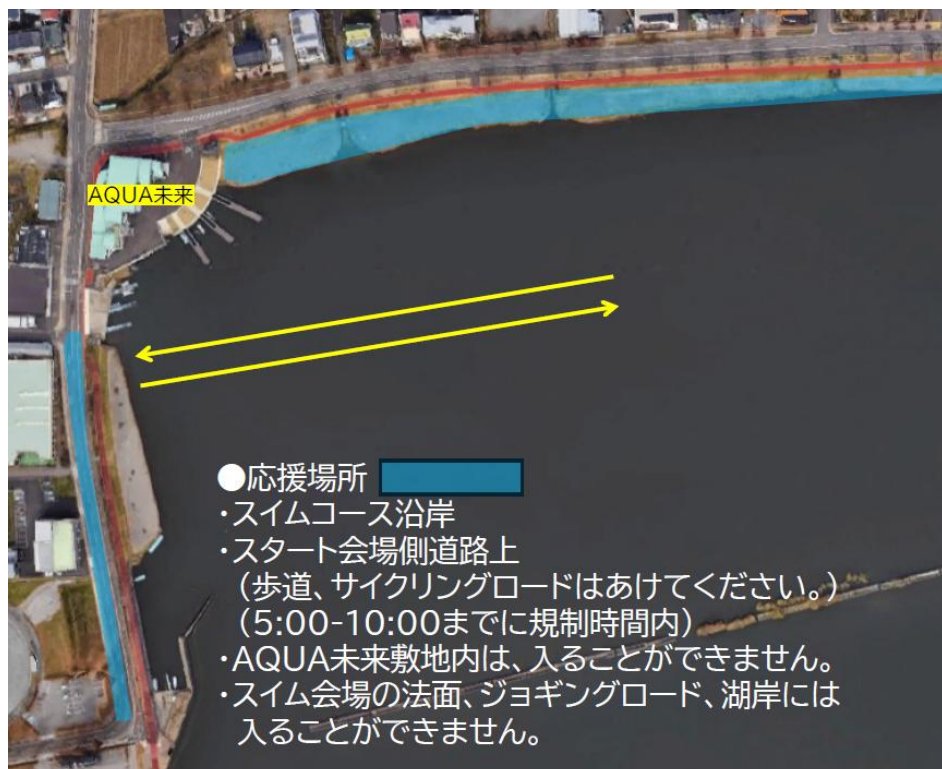 AQUA未来
●応援場所
・スイムコース沿岸
・スタート会場側道路上
（歩道、サイクリングロードはあけてください。）
（5:00-10:00までに規制時間内）
・AQUA未来敷地内は、入ることができません。
・スイム会場の法面、ジョギングロード、湖岸には
入ることができません。